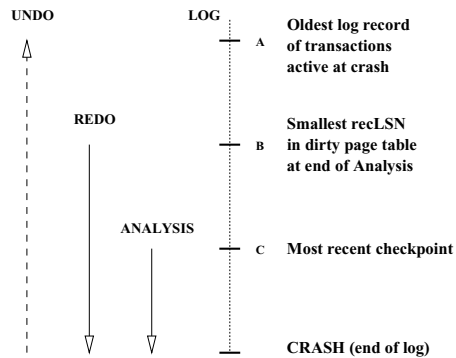 UNDO
LOG
A
Oldest log record
of transactions
active at crash
REDO
B
Smallest recLSN
in dirty page table
at end of Analysis
ANALYSIS
C
Most recent checkpoint
CRASH (end of log)